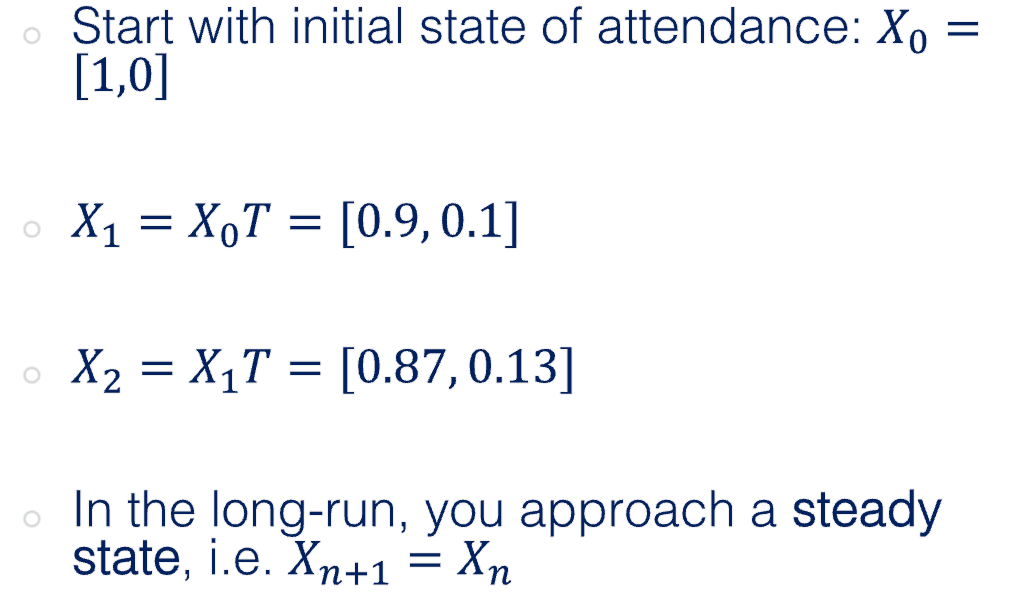 Start with initial state of attendance: X₀ =
[1,0]
X₁ = X₀T = [0.9, 0.1]
X₂ = X₁T = [0.87, 0.13]
In the long-run, you approach a steady
state, i.e. Xₙ₊₁ = Xₙ